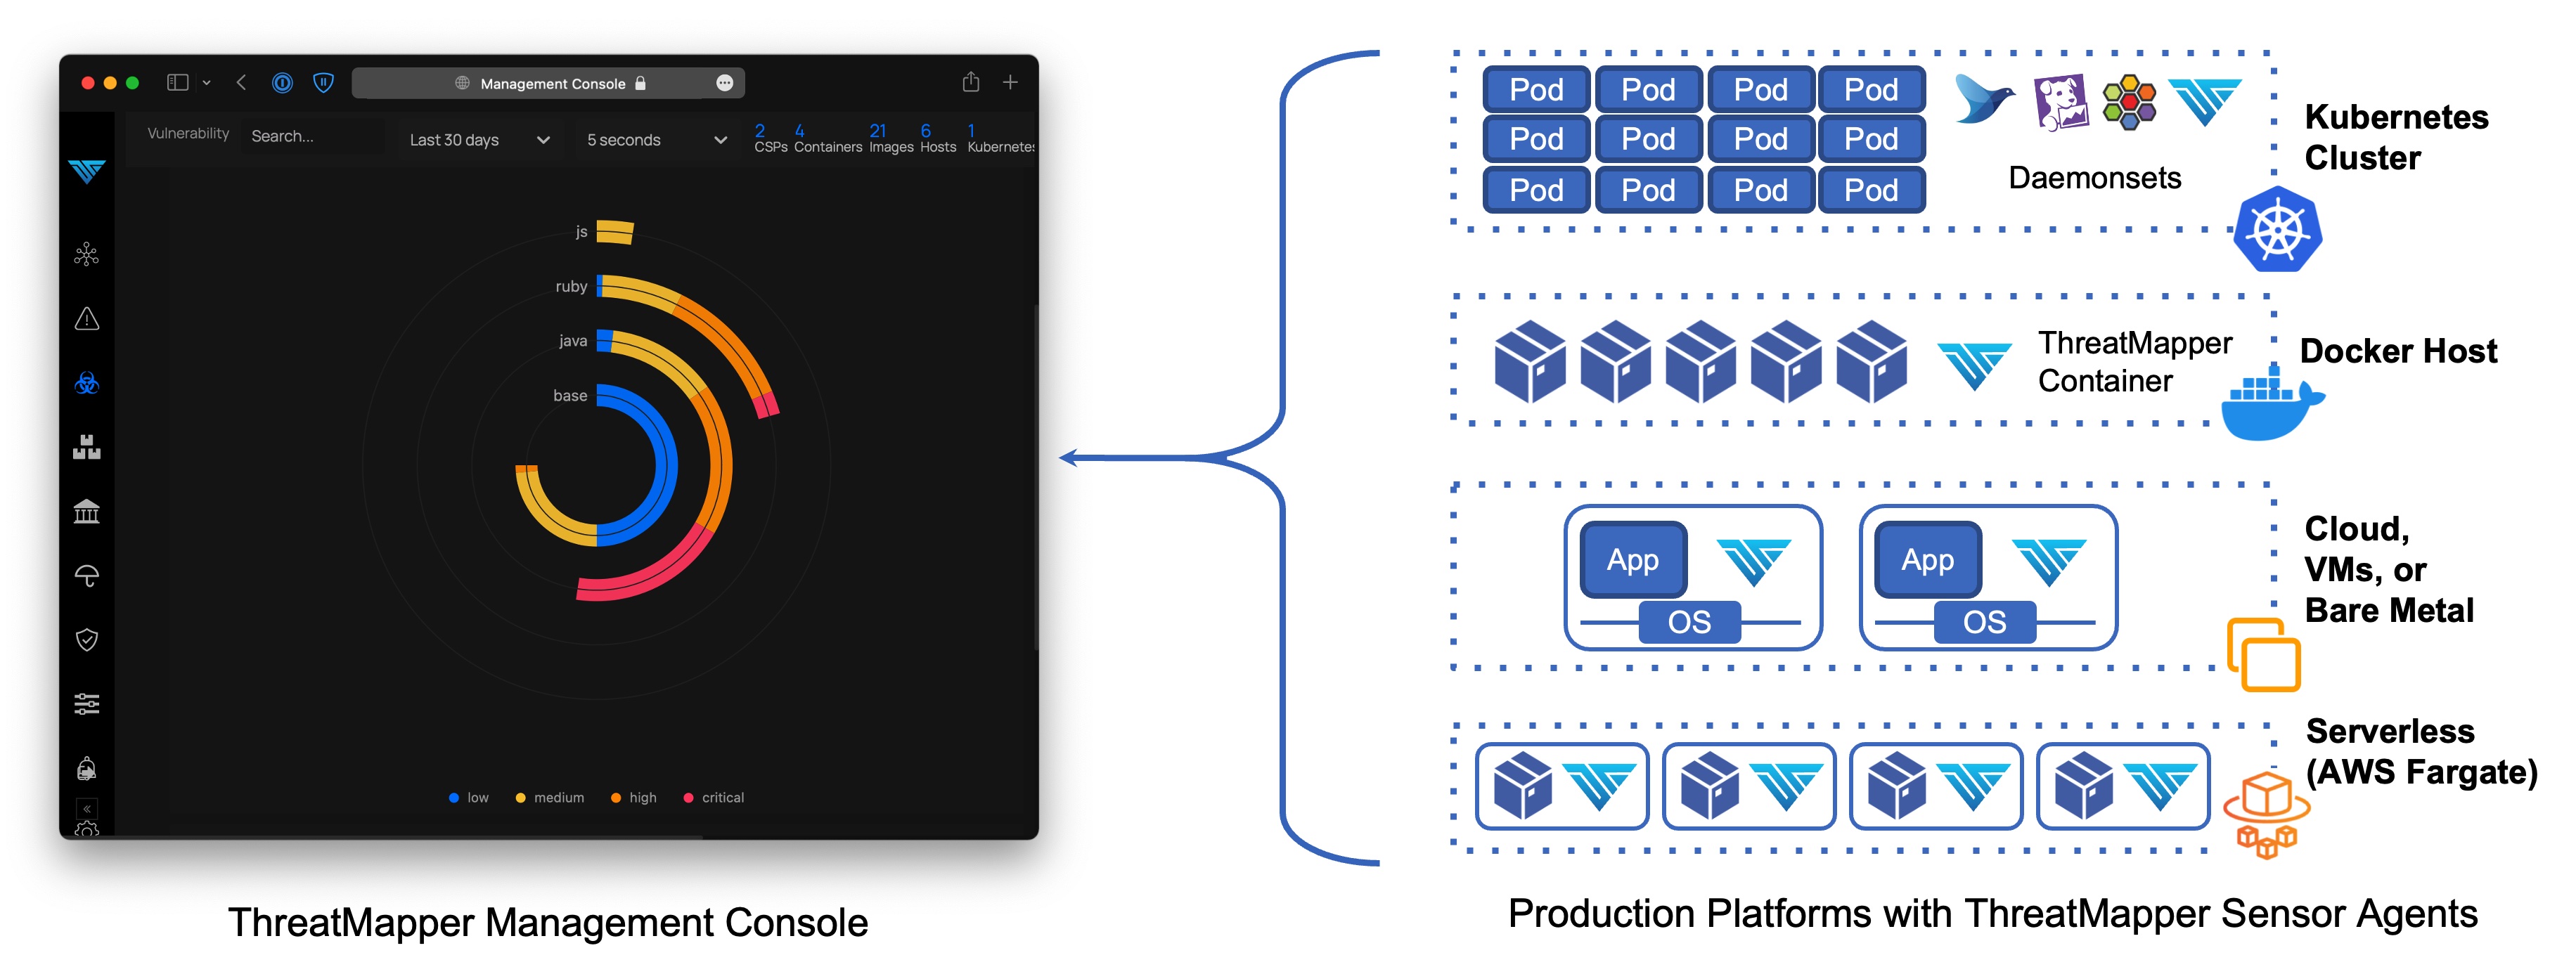 Management Console
Vulnerability
Search...
Last 30 days
5 seconds
2
CSPs
4
Containers
21
Images
6
Hosts
1
Kubernetes
js
ruby
java
base
low
medium
high
critical
ThreatMapper Management Console
Pod Pod Pod Pod
Pod Pod Pod Pod
Pod Pod Pod Pod
Daemonsets
Kubernetes
Cluster
ThreatMapper
Container
Docker Host
App
OS
App
OS
Cloud,
VMs, or
Bare Metal
Serverless
(AWS Fargate)
Production Platforms with ThreatMapper Sensor Agents